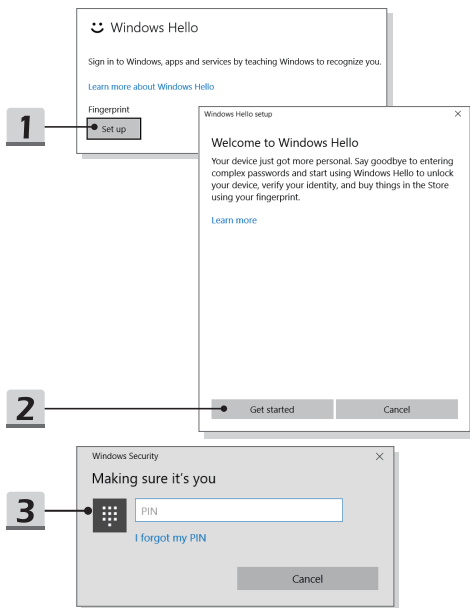 Windows Hello
Sign in to Windows, apps and services by teaching Windows to recognize you.
Learn more about Windows Hello
Fingerprint
1
Set up
Windows Hello setup
Welcome to Windows Hello
Your device just got more personal. Say goodbye to entering
complex passwords and start using Windows Hello to unlock
your device, verify your identity, and buy things in the Store
using your fingerprint.
Learn more
2
Get started
Cancel
Windows Security
Making sure it's you
3
PIN
I forgot my PIN
Cancel